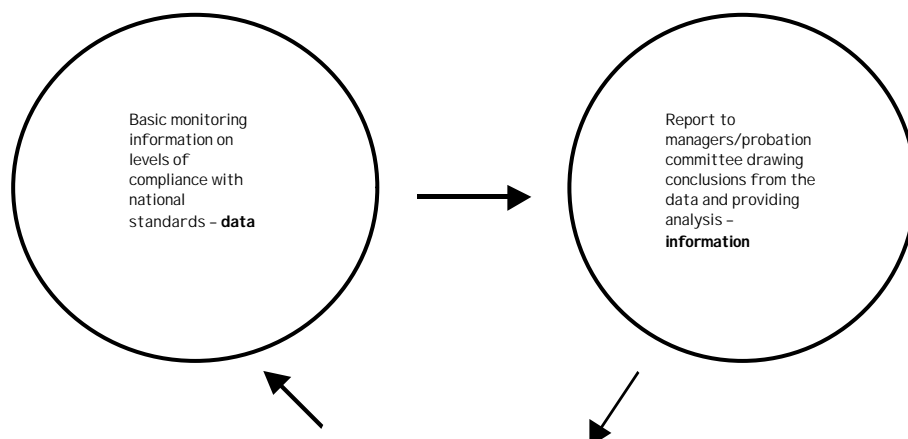 Basic monitoring
information on
levels of
compliance with
national
standards – data
Report to
managers/probation
committee drawing
conclusions from the
data and providing
analysis –
information